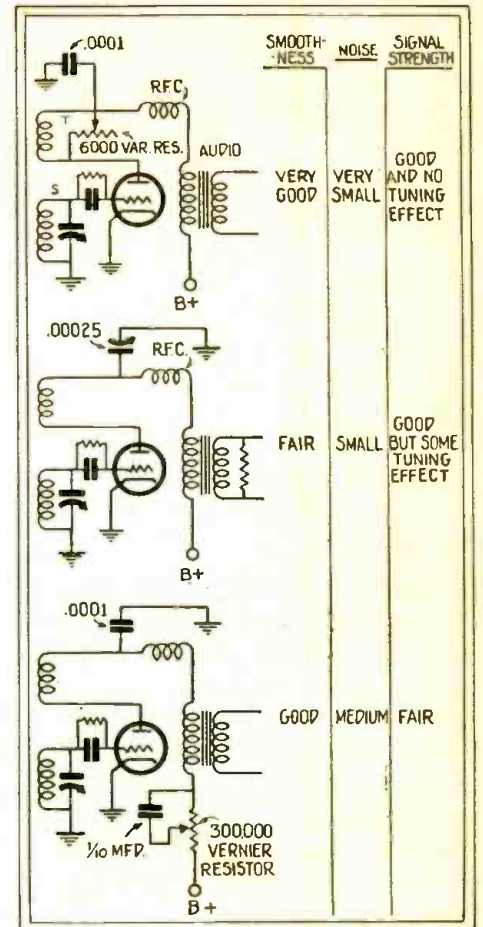 SMOOTH-
-NESS
NOISE
SIGNAL
STRENGTH
.0001
R.F.C.
T
6000 VAR. RES.
AUDIO
S
B+
VERY
GOOD
VERY
SMALL
GOOD
AND NO
TUNING
EFFECT
.00025
R.F.C.
B+
FAIR
SMALL
GOOD
BUT SOME
TUNING
EFFECT
.0001
1/10 MFD.
300,000
VERNIER
RESISTOR
B+
GOOD
MEDIUM
FAIR